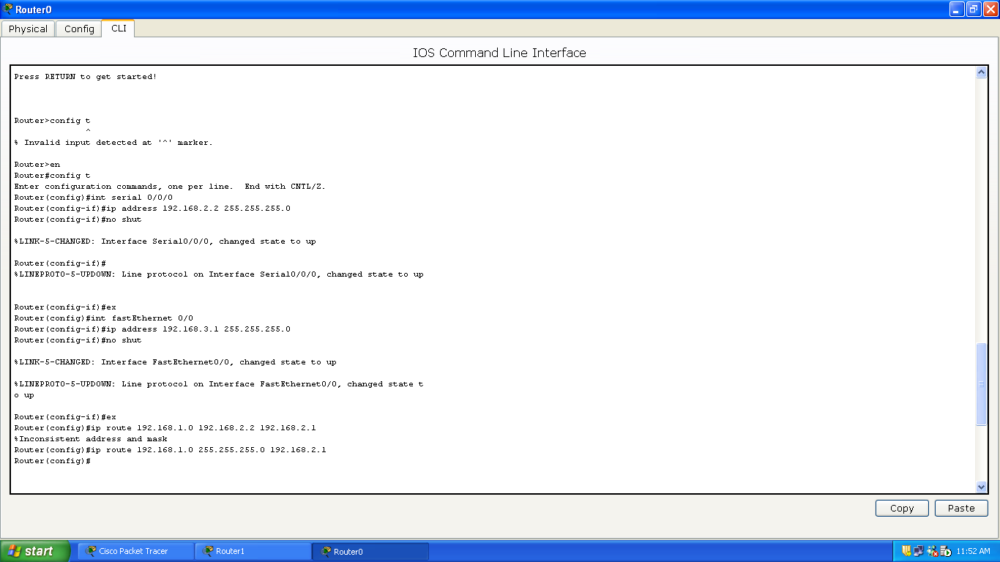 Router0
Physical Config CLI
IOS Command Line Interface
Press RETURN to get started!
Router>config t
^
% Invalid input detected at '^' marker.
Router>en
Router#config t
Enter configuration commands, one per line.  End with CNTL/Z.
Router(config)#int serial 0/0/0
Router(config-if)#ip address 192.168.2.2 255.255.255.0
Router(config-if)#no shut
%LINK-5-CHANGED: Interface Serial0/0/0, changed state to up
Router(config-if)#
%LINEPROTO-5-UPDOWN: Line protocol on Interface Serial0/0/0, changed state to up
Router(config-if)#ex
Router(config)#int fastEthernet 0/0
Router(config-if)#ip address 192.168.3.1 255.255.255.0
Router(config-if)#no shut
%LINK-5-CHANGED: Interface FastEthernet0/0, changed state to up
%LINEPROTO-5-UPDOWN: Line protocol on Interface FastEthernet0/0, changed state t
o up
Router(config-if)#ex
Router(config)#ip route 192.168.1.0 192.168.2.2 192.168.2.1
%Inconsistent address and mask
Router(config)#ip route 192.168.1.0 255.255.255.0 192.168.2.1
Router(config)#
Copy Paste
start Cisco Packet Tracer Router1 Router0 11:52 AM